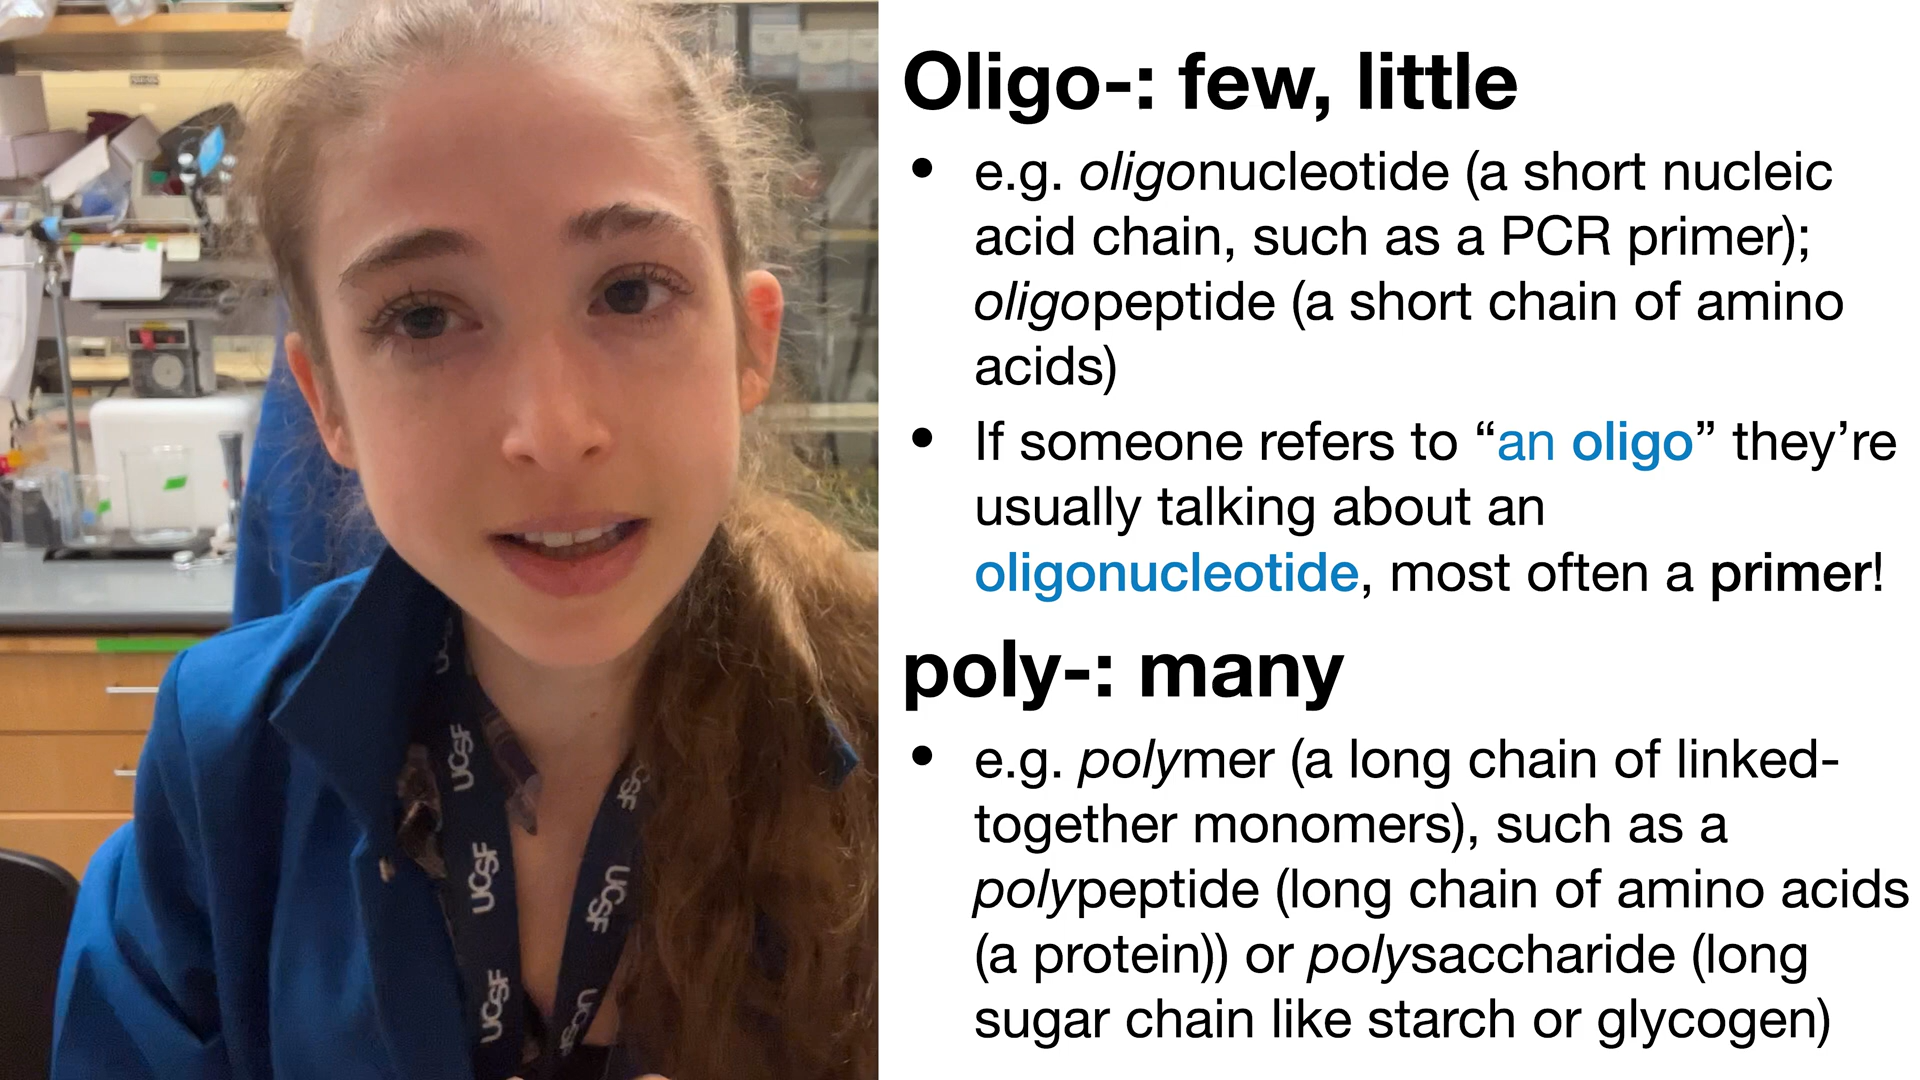 Oligo-: few, little
• e.g. oligonucleotide (a short nucleic
acid chain, such as a PCR primer);
oligopeptide (a short chain of amino
acids)
• If someone refers to “an oligo” they’re
usually talking about an
oligonucleotide, most often a primer!
poly-: many
• e.g. polymer (a long chain of linked-
together monomers), such as a
polypeptide (long chain of amino acids
(a protein)) or polysaccharide (long
sugar chain like starch or glycogen)
UCSF
UCSF
UCSF
UCSF
UCSF
UCSF
UCSF